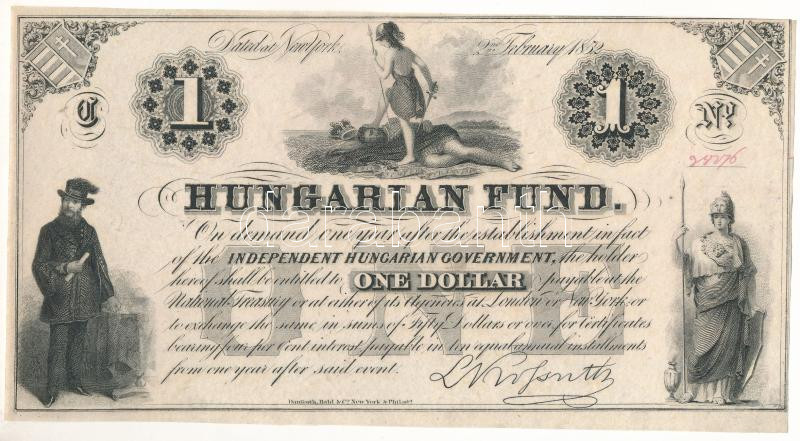 Dated at New York, 2nd February 1852
1 1
C No
HUNGARIAN FUND.
On demand, one year after the establishment in fact
of the INDEPENDENT HUNGARIAN GOVERNMENT, the holder
hereof shall be entitled to ONE DOLLAR payable at the
National Treasury or at either of its Agencies at London or New York, or
to exchange the same in sums of Fifty Dollars or over for Certificates
bearing four per Cent interest payable in ten equal annual installments
from one year after said event.
ONE
L Kossuth
Danforth, Bald & Co. New York & Philada.